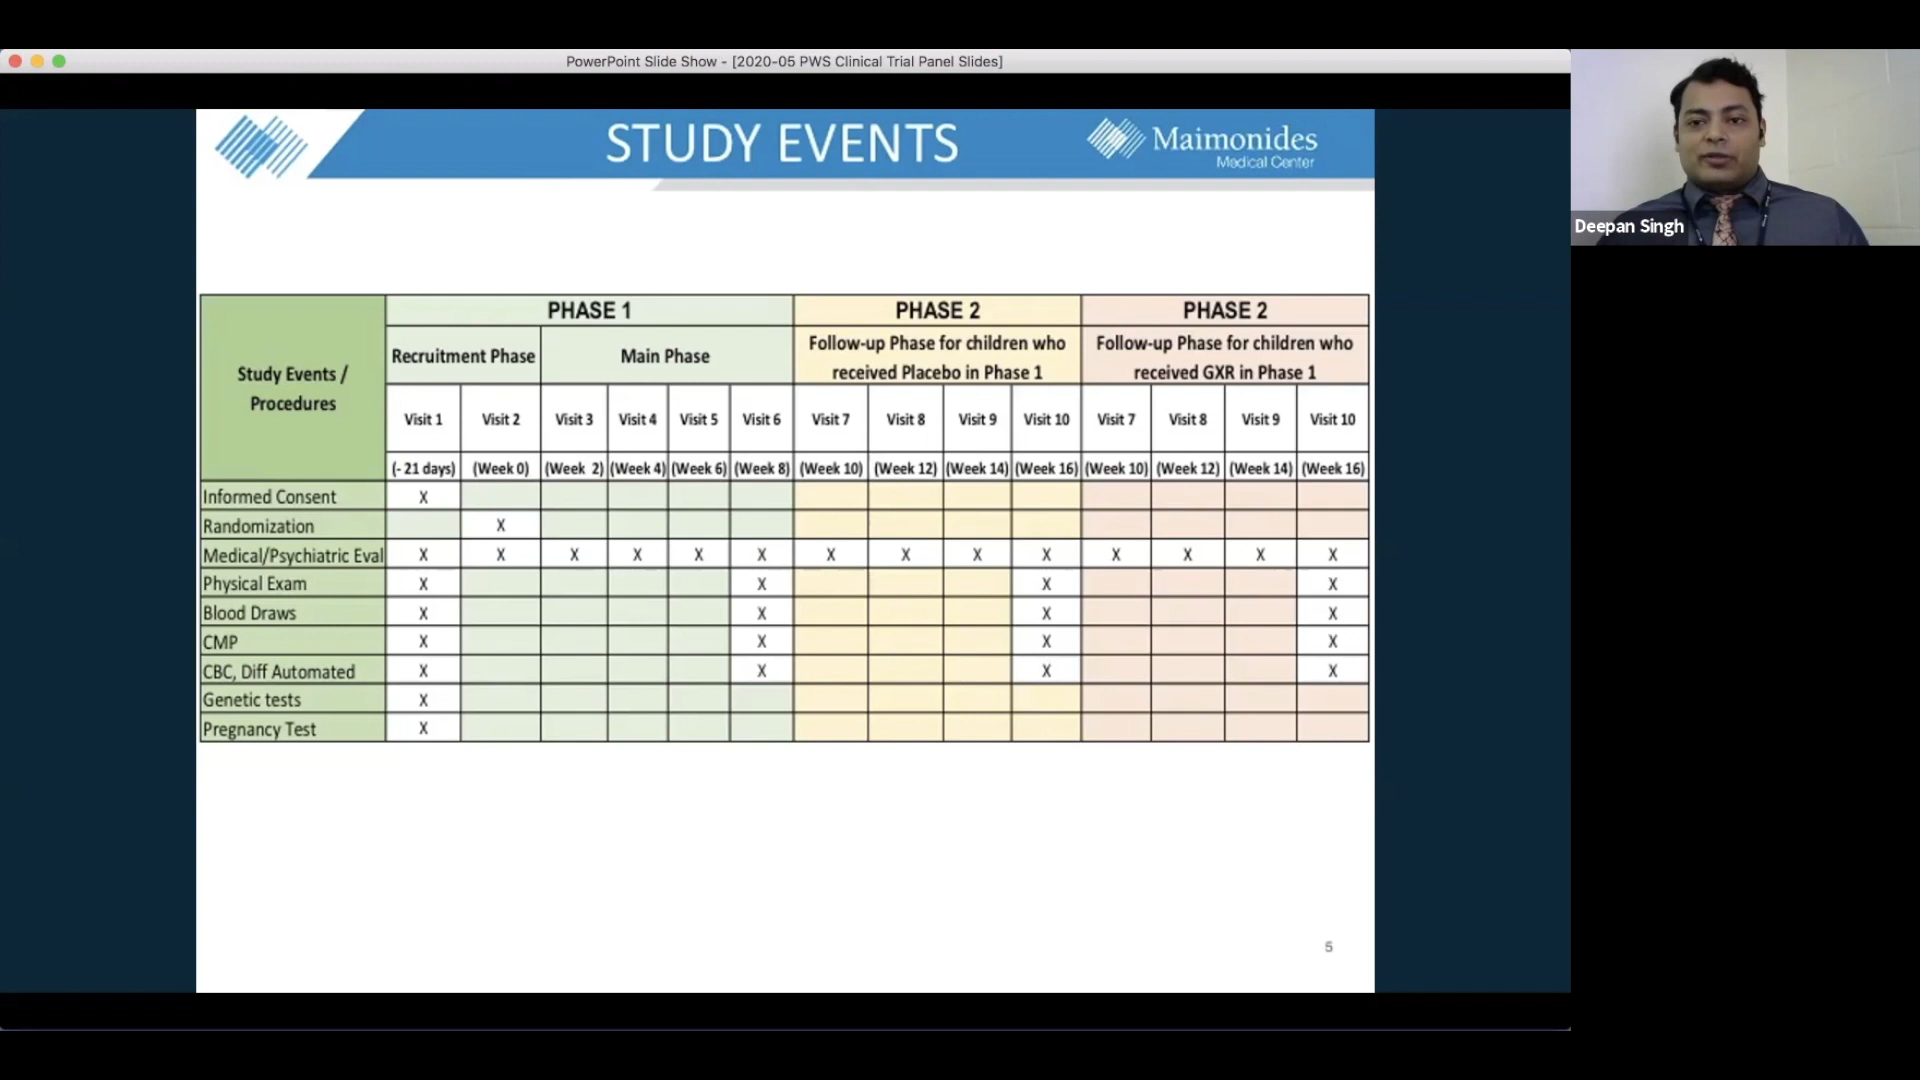 PowerPoint Slide Show - [2020-05 PWS Clinical Trial Panel Slides]
STUDY EVENTS
Maimonides
Medical Center
Deepan Singh
Study Events /
Procedures
PHASE 1
PHASE 2
PHASE 2
Recruitment Phase
Main Phase
Follow-up Phase for children who
received Placebo in Phase 1
Follow-up Phase for children who
received GXR in Phase 1
Visit 1 Visit 2 Visit 3 Visit 4 Visit 5 Visit 6 Visit 7 Visit 8 Visit 9 Visit 10 Visit 7 Visit 8 Visit 9 Visit 10
(- 21 days) (Week 0) (Week 2) (Week 4) (Week 6) (Week 8) (Week 10) (Week 12) (Week 14) (Week 16) (Week 10) (Week 12) (Week 14) (Week 16)
Informed Consent X
Randomization X
Medical/Psychiatric Eval X X X X X X X X X X X X X X
Physical Exam X X X X
Blood Draws X X X X
CMP X X X X
CBC, Diff Automated X X X X
Genetic tests X
Pregnancy Test X
5